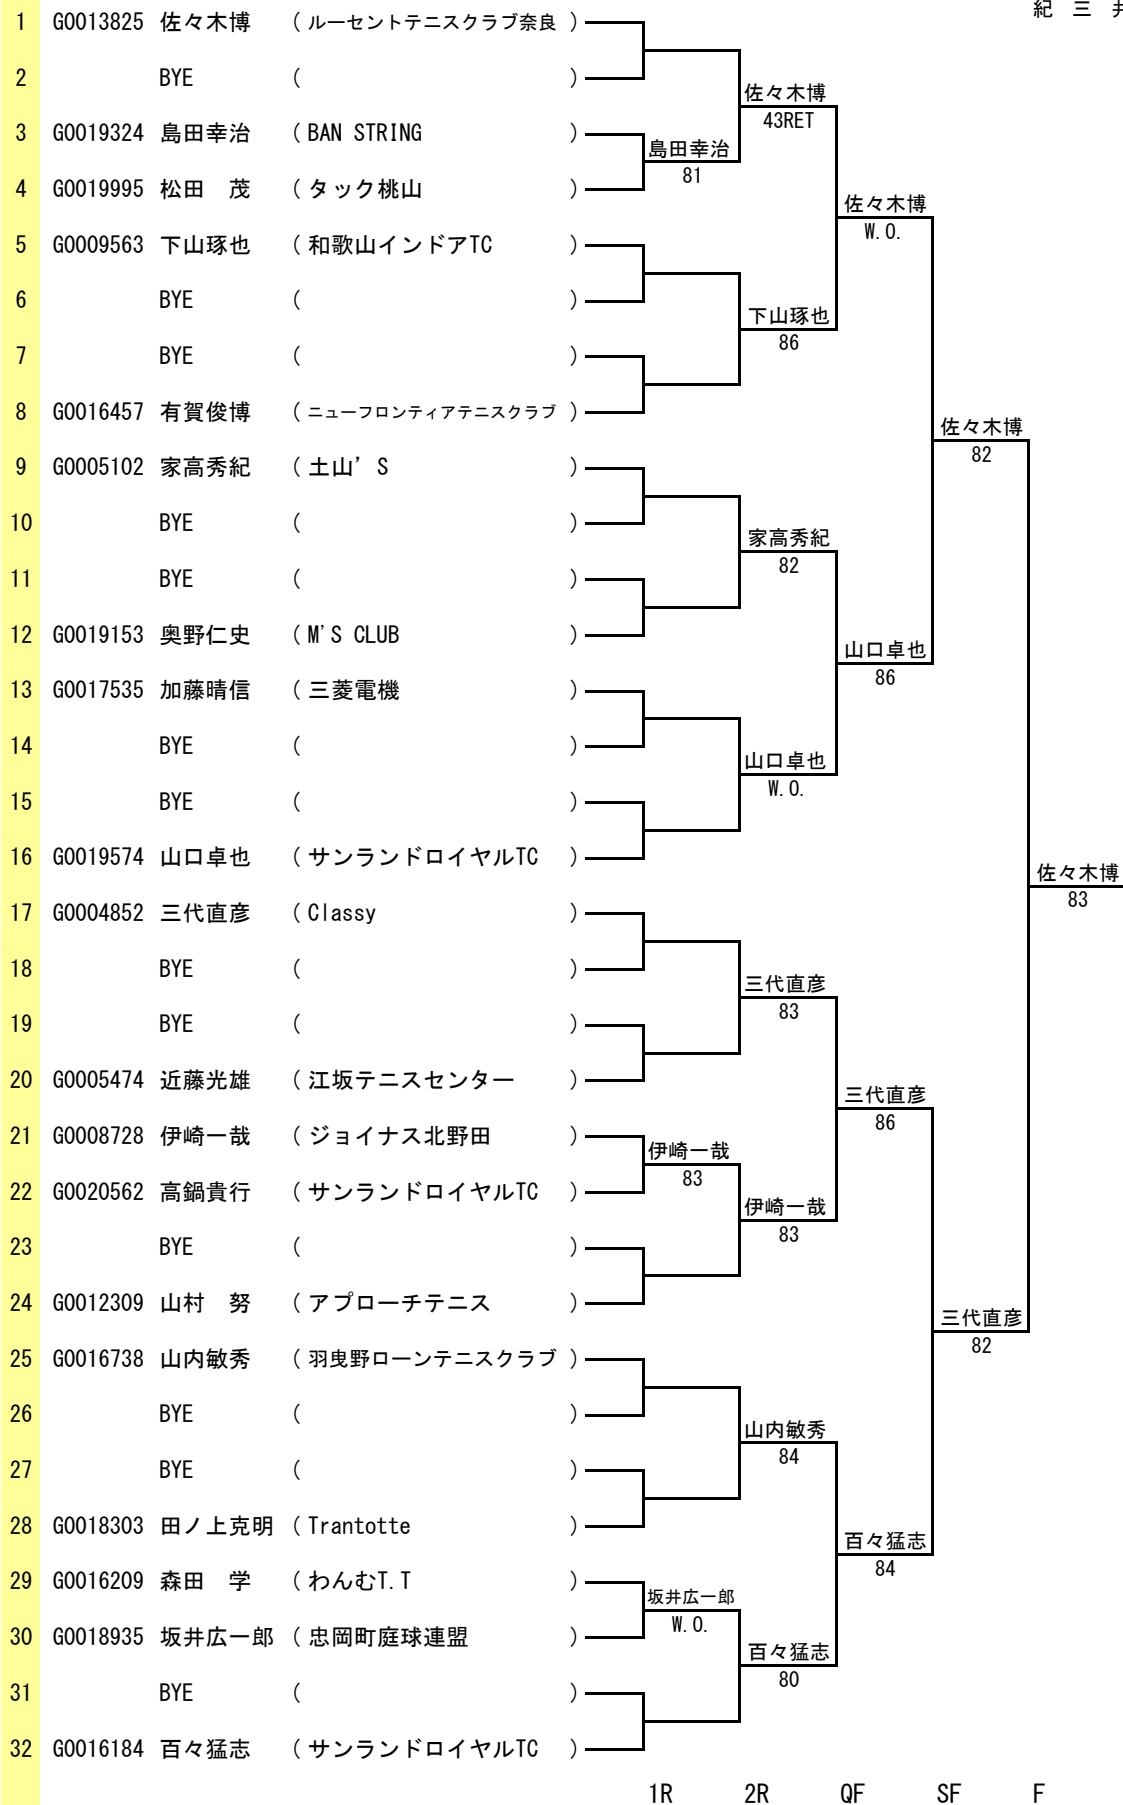 紀 三 井
1 G0013825 佐々木博 ( ルーセントテニスクラブ奈良 )
2 BYE ( )
佐々木博
43RET
3 G0019324 島田幸治 ( BAN STRING )
島田幸治
81
4 G0019995 松田 茂 ( タック桃山 )
佐々木博
W.O.
5 G0009563 下山琢也 ( 和歌山インドアTC )
6 BYE ( )
下山琢也
86
7 BYE ( )
8 G0016457 有賀俊博 ( ニューフロンティアテニスクラブ )
佐々木博
82
9 G0005102 家高秀紀 ( 土山’S )
10 BYE ( )
家高秀紀
82
11 BYE ( )
12 G0019153 奥野仁史 ( M'S CLUB )
山口卓也
86
13 G0017535 加藤晴信 ( 三菱電機 )
14 BYE ( )
山口卓也
W.O.
15 BYE ( )
16 G0019574 山口卓也 ( サンランドロイヤルTC )
佐々木博
83
17 G0004852 三代直彦 ( Classy )
18 BYE ( )
三代直彦
83
19 BYE ( )
20 G0005474 近藤光雄 ( 江坂テニスセンター )
三代直彦
86
21 G0008728 伊崎一哉 ( ジョイナス北野田 )
伊崎一哉
83
22 G0020562 高鍋貴行 ( サンランドロイヤルTC )
伊崎一哉
83
23 BYE ( )
24 G0012309 山村 努 ( アプローチテニス )
三代直彦
82
25 G0016738 山内敏秀 ( 羽曳野ローンテニスクラブ )
26 BYE ( )
山内敏秀
84
27 BYE ( )
28 G0018303 田ノ上克明 ( Trantotte )
百々猛志
84
29 G0016209 森田 学 ( わんむT.T )
坂井広一郎
W.O.
30 G0018935 坂井広一郎 ( 忠岡町庭球連盟 )
百々猛志
80
31 BYE ( )
32 G0016184 百々猛志 ( サンランドロイヤルTC )
1R 2R QF SF F